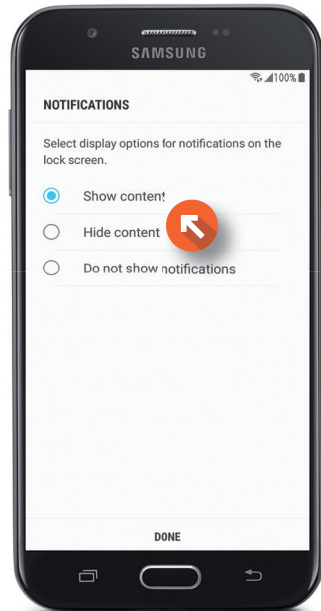 SAMSUNG
100%
NOTIFICATIONS
Select display options for notifications on the
lock screen.
Show content
Hide content
Do not show notifications
DONE